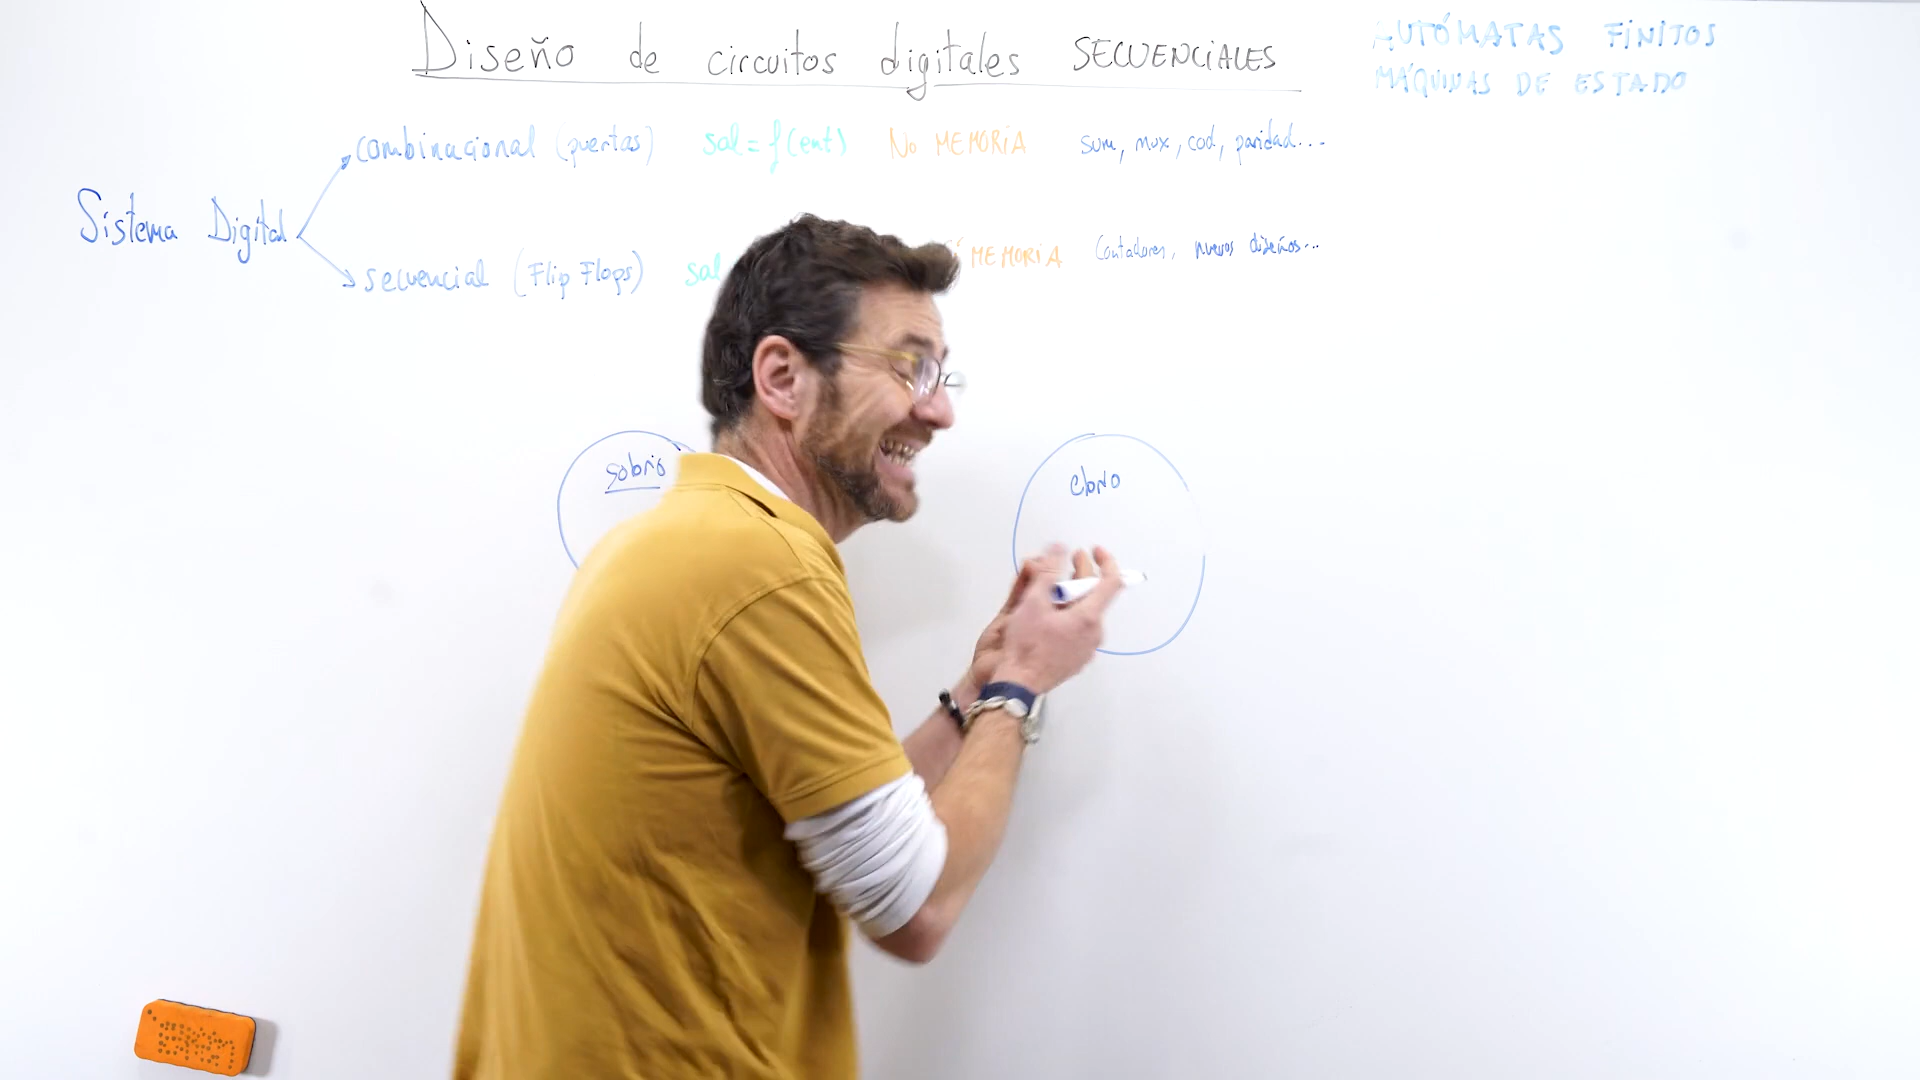 Diseño de circuitos digitales SECUENCIALES
AUTÓMATAS FINITOS
MÁQUINAS DE ESTADO
combinacional (puertas) sal = f(ent) No MEMORIA sum, mux, cod, paridad...
Sistema Digital
secuencial (Flip Flops) sal MEMORIA Contadores, nuevos diseños...
sobrio
ebrio